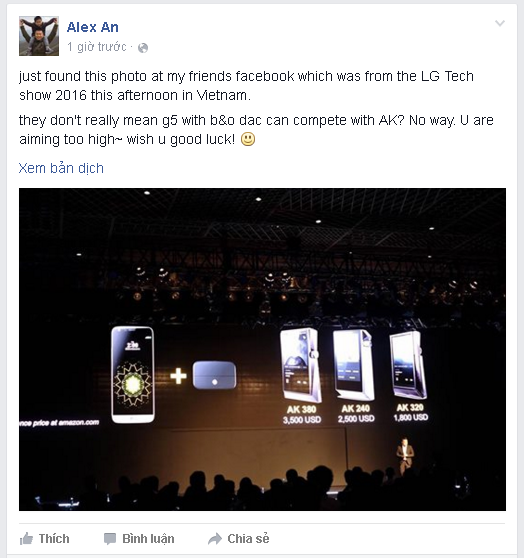 Alex An
1 giờ trước ·
just found this photo at my friends facebook which was from the LG Tech
show 2016 this afternoon in Vietnam.
they don't really mean g5 with b&o dac can compete with AK? No way. U are
aiming too high~ wish u good luck!
Xem bản dịch
+
AK 380
3,500 USD
AK 240
2,500 USD
AK 320
1,800 USD
nce price at amazon.com
Thích
Bình luận
Chia sẻ